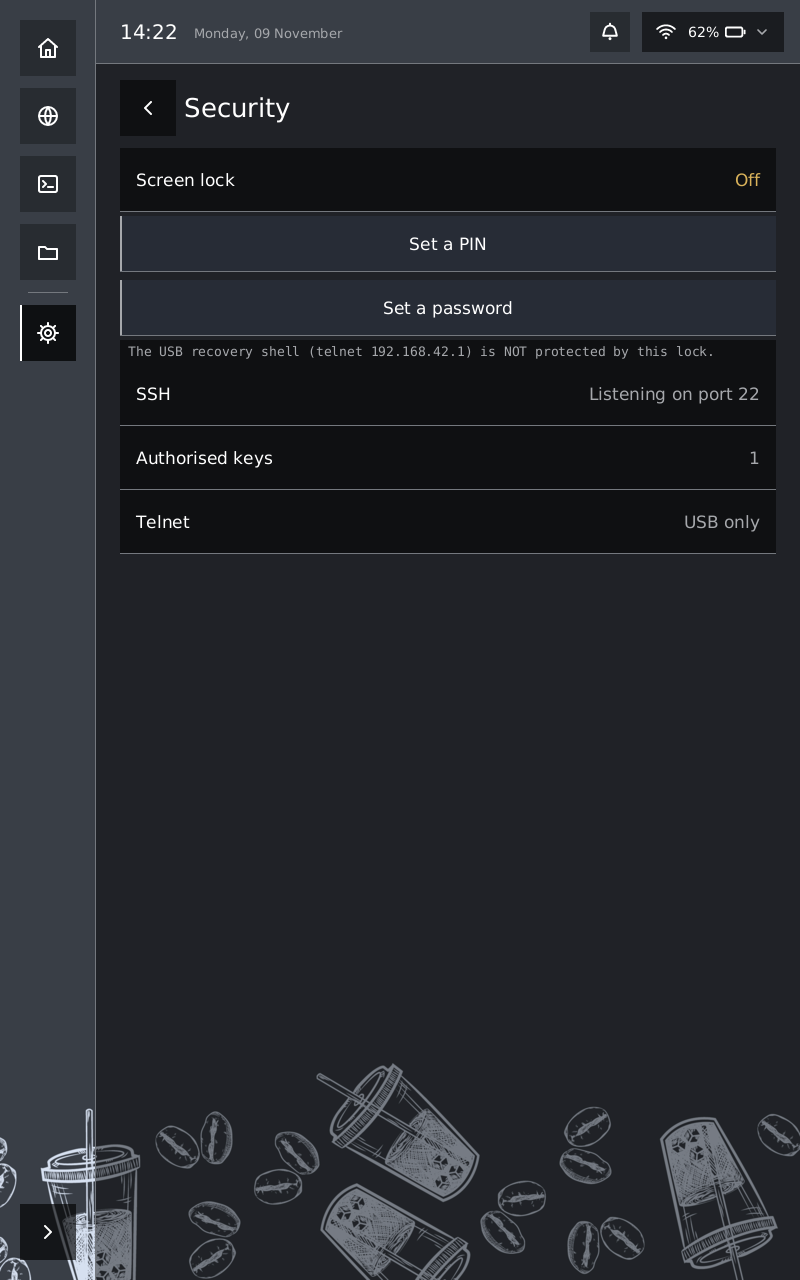 14:22 Monday, 09 November 62%
Security
Screen lock Off
Set a PIN
Set a password
The USB recovery shell (telnet 192.168.42.1) is NOT protected by this lock.
SSH Listening on port 22
Authorised keys 1
Telnet USB only